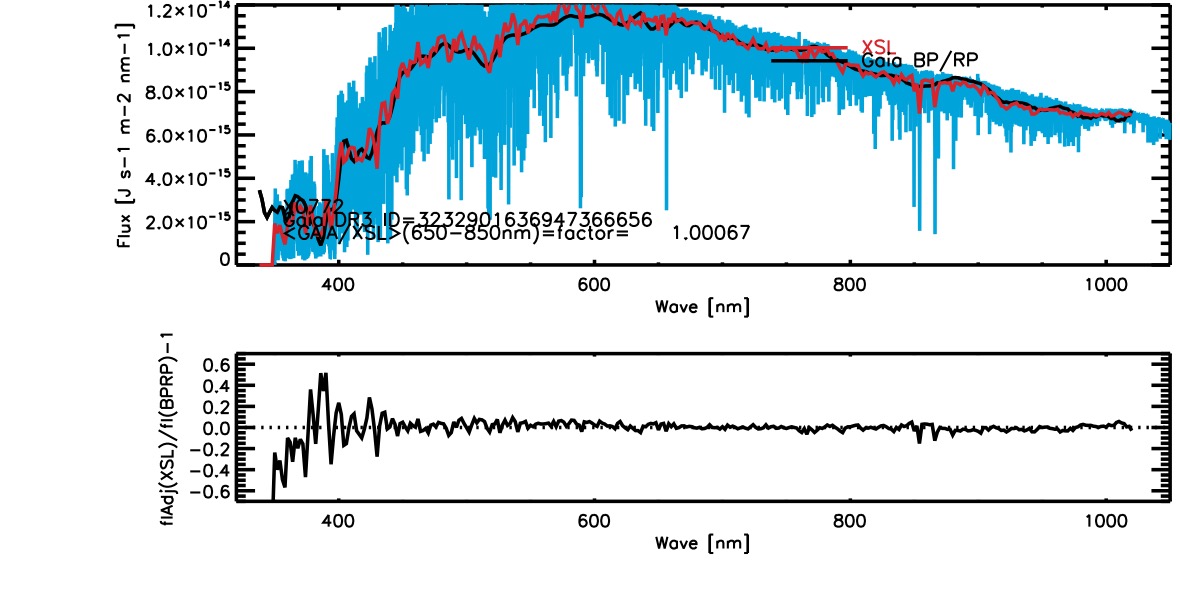 1.2×10⁻¹⁴
1.0×10⁻¹⁴
8.0×10⁻¹⁵
6.0×10⁻¹⁵
4.0×10⁻¹⁵
2.0×10⁻¹⁵
0
Flux [J s−1 m−2 nm−1]
XSL
Gaia BP/RP
X0772
Gaia DR3 ID=3232901636947366656
<GAIA/XSL>(650−850nm)=factor= 1.00067
400 600 800 1000
Wave [nm]
0.6
0.4
0.2
0.0
−0.2
−0.4
−0.6
flAdj(XSL)/fl(BPRP)−1
400 600 800 1000
Wave [nm]